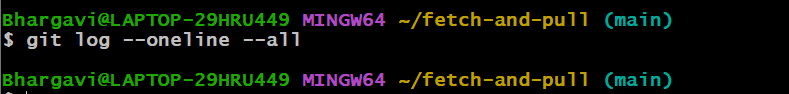 Bhargavi@LAPTOP-29HRU449 MINGW64 ~/fetch-and-pull (main)
$ git log --oneline --all
Bhargavi@LAPTOP-29HRU449 MINGW64 ~/fetch-and-pull (main)